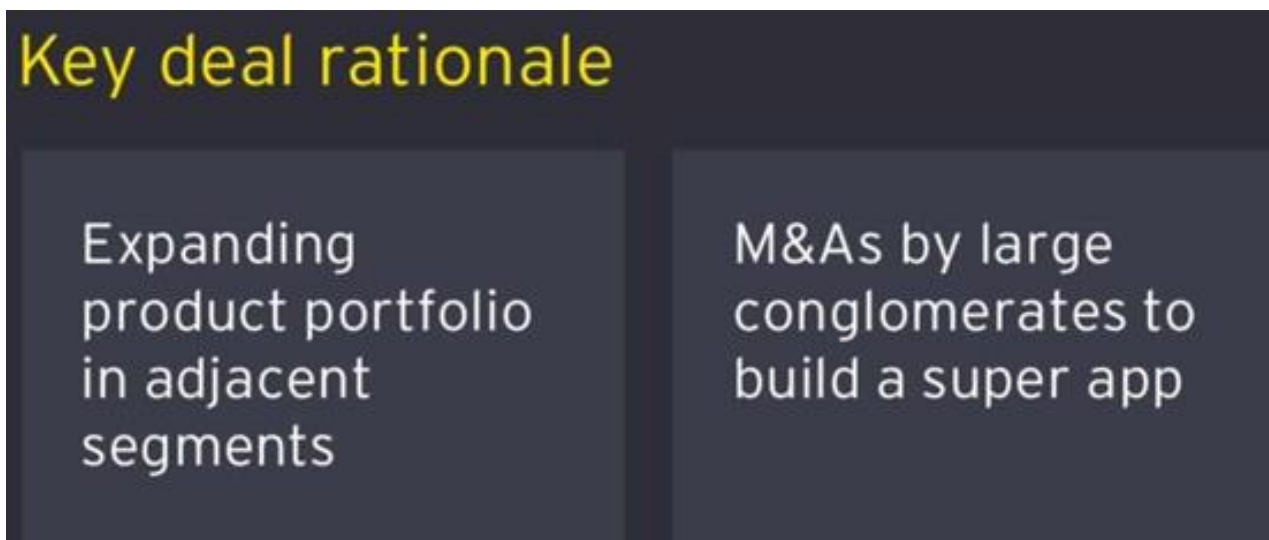 Key deal rationale
Expanding
product portfolio
in adjacent
segments
M&As by large
conglomerates to
build a super app